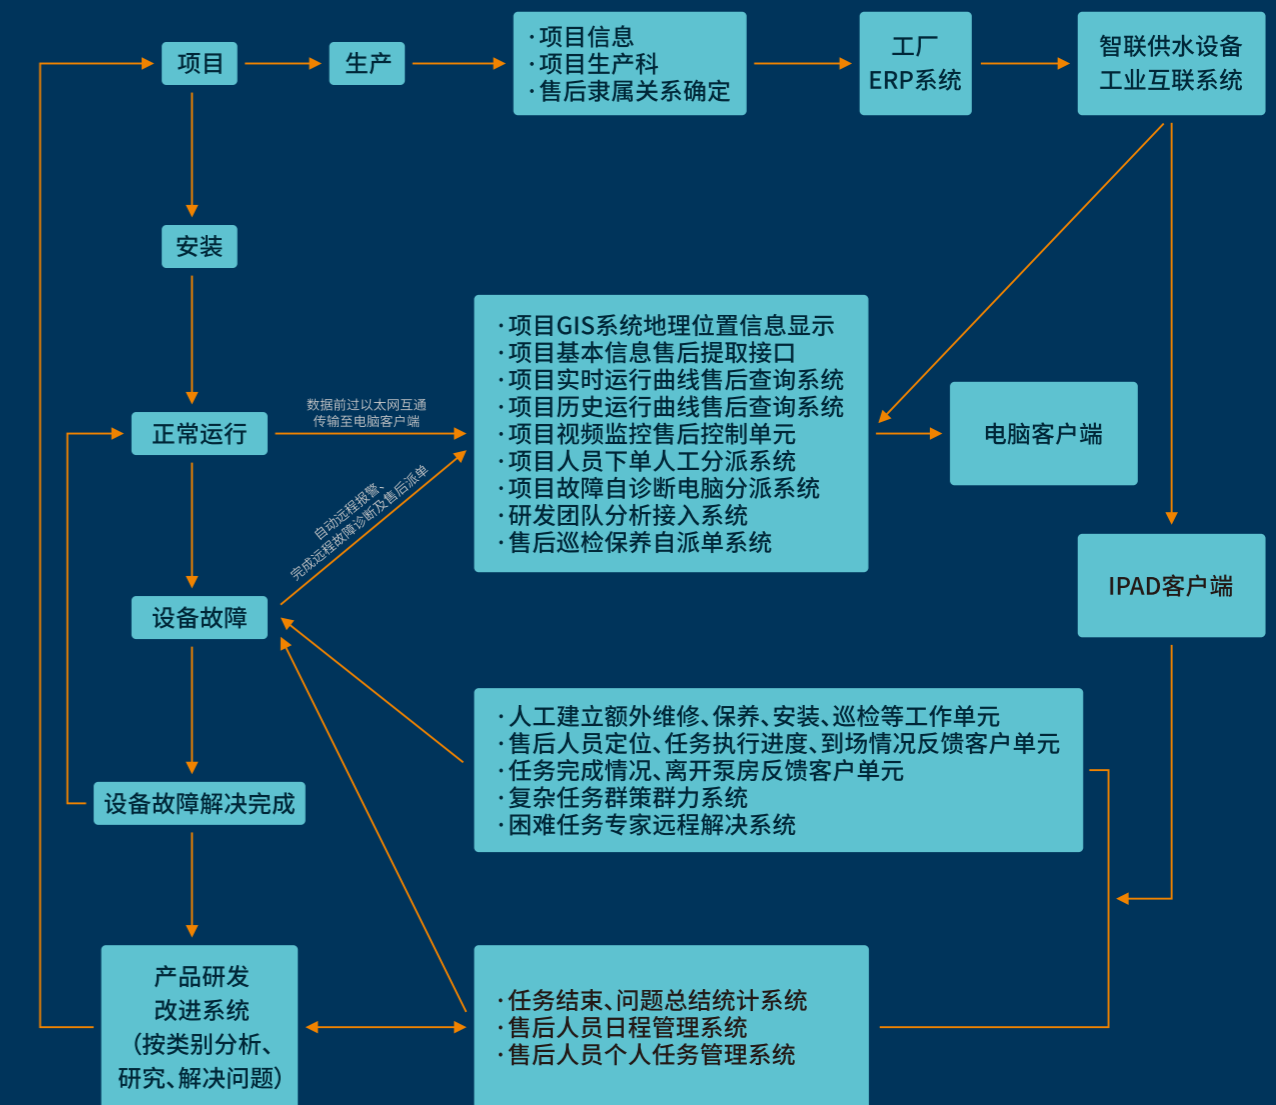 项目
生产
·项目信息
·项目生产科
·售后隶属关系确定
工厂
ERP系统
智联供水设备
工业互联系统
安装
·项目GIS系统地理位置信息显示
·项目基本信息售后提取接口
·项目实时运行曲线售后查询系统
·项目历史运行曲线售后查询系统
·项目视频监控售后控制单元
·项目人员下单人工分派系统
·项目故障自诊断电脑分派系统
·研发团队分析接入系统
·售后巡检保养自派单系统
正常运行
数据前过以太网互通
传输至电脑客户端
电脑客户端
自动远程报警、
完成远程故障诊断及售后派单
设备故障
IPAD客户端
·人工建立额外维修、保养、安装、巡检等工作单元
·售后人员定位、任务执行进度、到场情况反馈客户单元
·任务完成情况、离开泵房反馈客户单元
·复杂任务群策群力系统
·困难任务专家远程解决系统
设备故障解决完成
产品研发
改进系统
（按类别分析、
研究、解决问题）
·任务结束、问题总结统计系统
·售后人员日程管理系统
·售后人员个人任务管理系统